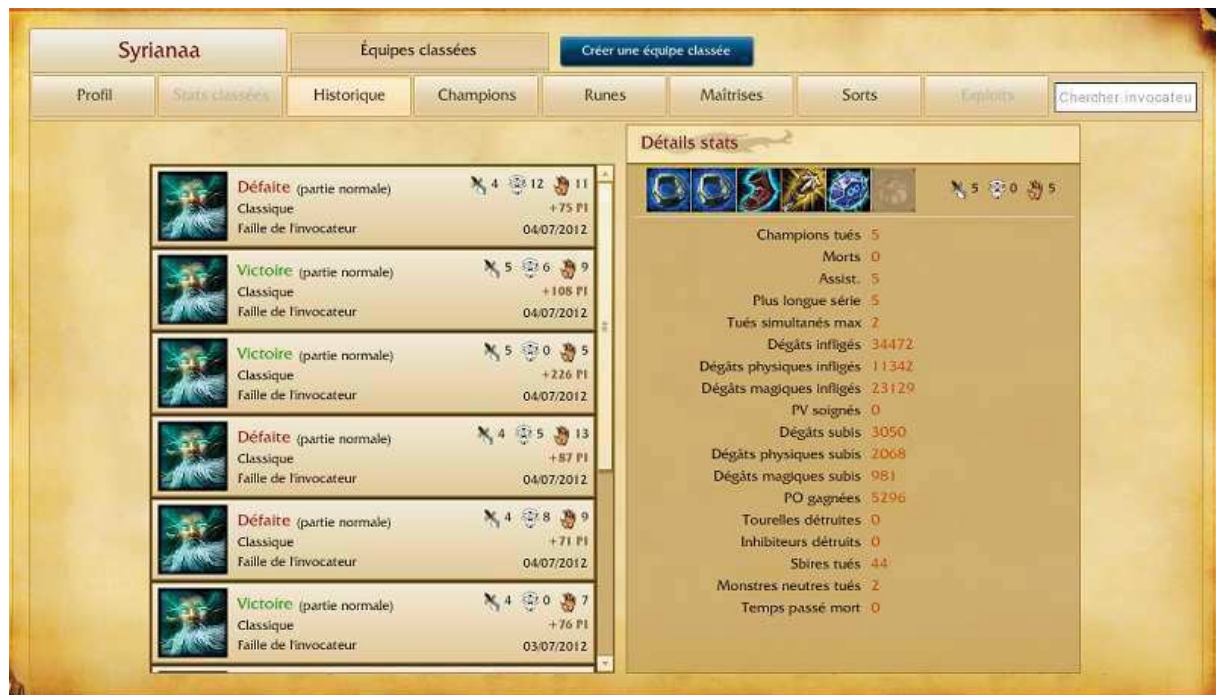 Syrianaa
Équipes classées
Créer une équipe classée
Profil
Stats classées
Historique
Champions
Runes
Maîtrises
Sorts
Exploits
Chercher invocateu
Défaite (partie normale) 4 12 11
Classique +75 PI
Faille de l'invocateur 04/07/2012
Victoire (partie normale) 5 6 9
Classique +108 PI
Faille de l'invocateur 04/07/2012
Victoire (partie normale) 5 0 5
Classique +226 PI
Faille de l'invocateur 04/07/2012
Défaite (partie normale) 4 5 13
Classique +87 PI
Faille de l'invocateur 04/07/2012
Défaite (partie normale) 4 8 9
Classique +71 PI
Faille de l'invocateur 04/07/2012
Victoire (partie normale) 4 0 7
Classique +76 PI
Faille de l'invocateur 03/07/2012
Détails stats
5 0 5
Champions tués 5
Morts 0
Assist. 5
Plus longue série 5
Tués simultanés max 2
Dégâts infligés 34472
Dégâts physiques infligés 11342
Dégâts magiques infligés 23129
PV soignés 0
Dégâts subis 3050
Dégâts physiques subis 2068
Dégâts magiques subis 981
PO gagnées 5296
Tourelles détruites 0
Inhibiteurs détruits 0
Sbires tués 44
Monstres neutres tués 2
Temps passé mort 0